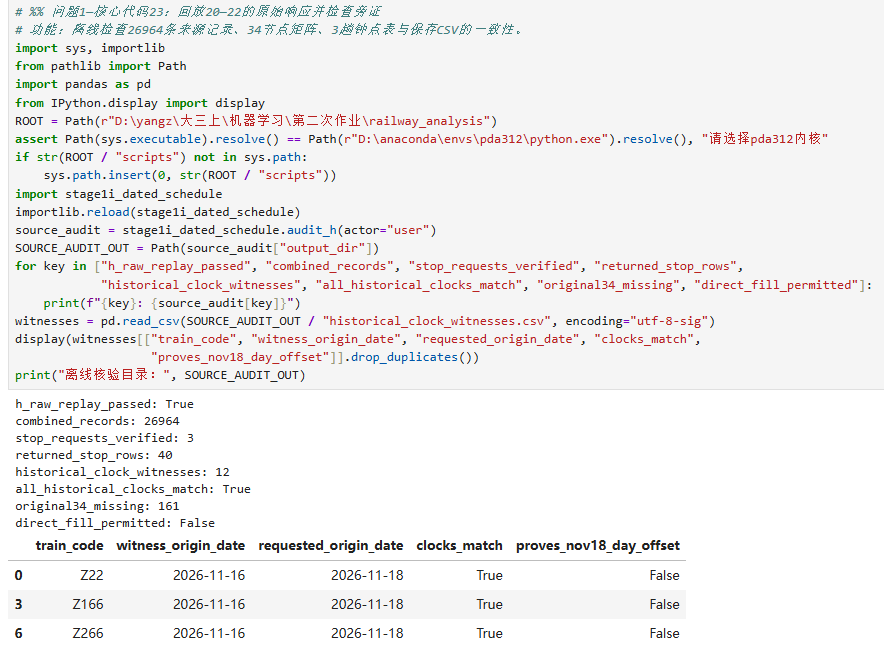 # %% 问题1—核心代码23：回放20—22的原始响应并检查旁证
# 功能：离线检查26964条来源记录、34节点矩阵、3趟钟点表与保存CSV的一致性。
import sys, importlib
from pathlib import Path
import pandas as pd
from IPython.display import display
ROOT = Path(r"D:\yangz\大三上\机器学习\第二次作业\railway_analysis")
assert Path(sys.executable).resolve() == Path(r"D:\anaconda\envs\pda312\python.exe").resolve(), "请选择pda312内核"
if str(ROOT / "scripts") not in sys.path:
    sys.path.insert(0, str(ROOT / "scripts"))
import stage1i_dated_schedule
importlib.reload(stage1i_dated_schedule)
source_audit = stage1i_dated_schedule.audit_h(actor="user")
SOURCE_AUDIT_OUT = Path(source_audit["output_dir"])
for key in ["h_raw_replay_passed", "combined_records", "stop_requests_verified", "returned_stop_rows",
            "historical_clock_witnesses", "all_historical_clocks_match", "original34_missing", "direct_fill_permitted"]:
    print(f"{key}: {source_audit[key]}")
witnesses = pd.read_csv(SOURCE_AUDIT_OUT / "historical_clock_witnesses.csv", encoding="utf-8-sig")
display(witnesses[["train_code", "witness_origin_date", "requested_origin_date", "clocks_match",
                   "proves_nov18_day_offset"]].drop_duplicates())
print("离线核验目录：", SOURCE_AUDIT_OUT)
h_raw_replay_passed: True
combined_records: 26964
stop_requests_verified: 3
returned_stop_rows: 40
historical_clock_witnesses: 12
all_historical_clocks_match: True
original34_missing: 161
direct_fill_permitted: False
train_code witness_origin_date requested_origin_date clocks_match proves_nov18_day_offset
0 Z22 2026-11-16 2026-11-18 True False
3 Z166 2026-11-16 2026-11-18 True False
6 Z266 2026-11-16 2026-11-18 True False